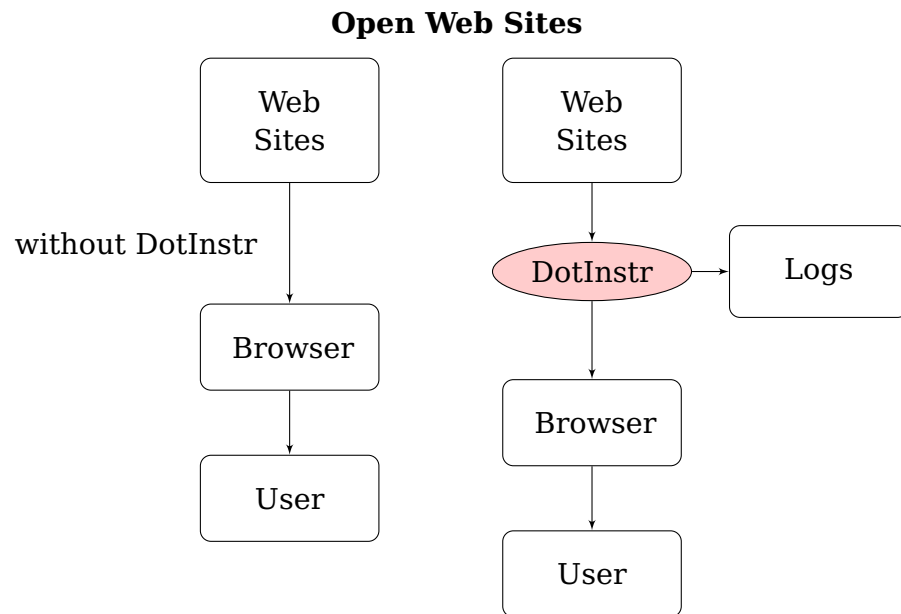 Open Web Sites
Web
Sites
without DotInstr
Browser
User
Web
Sites
DotInstr
Logs
Browser
User